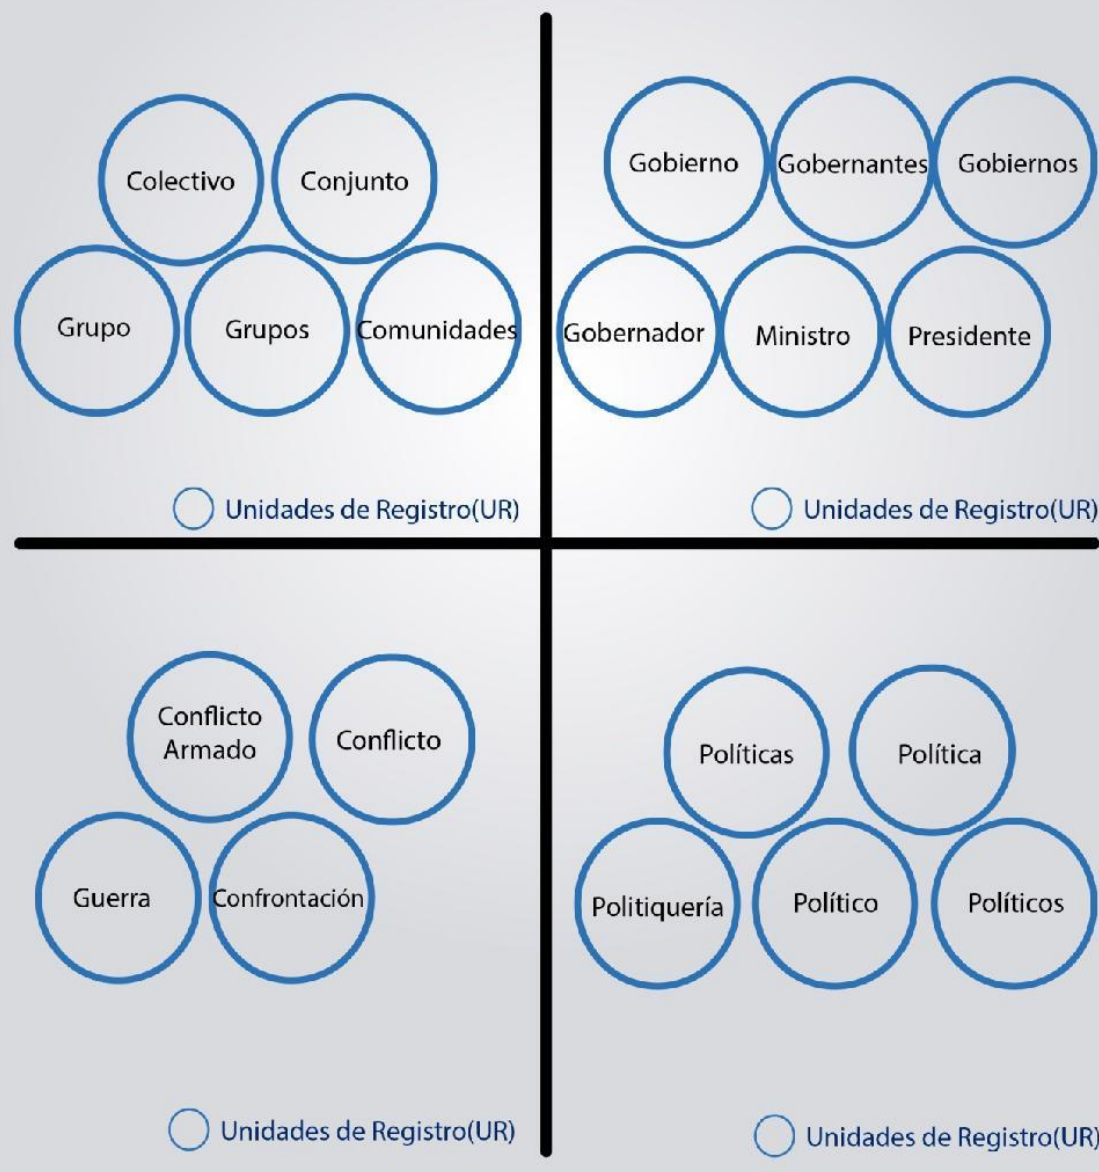 Colectivo
Conjunto
Grupo
Grupos
Comunidades
Unidades de Registro(UR)
Gobierno
Gobernantes
Gobiernos
Gobernador
Ministro
Presidente
Unidades de Registro(UR)
Conflicto
Armado
Conflicto
Guerra
Confrontación
Unidades de Registro(UR)
Políticas
Política
Politiquería
Político
Políticos
Unidades de Registro(UR)